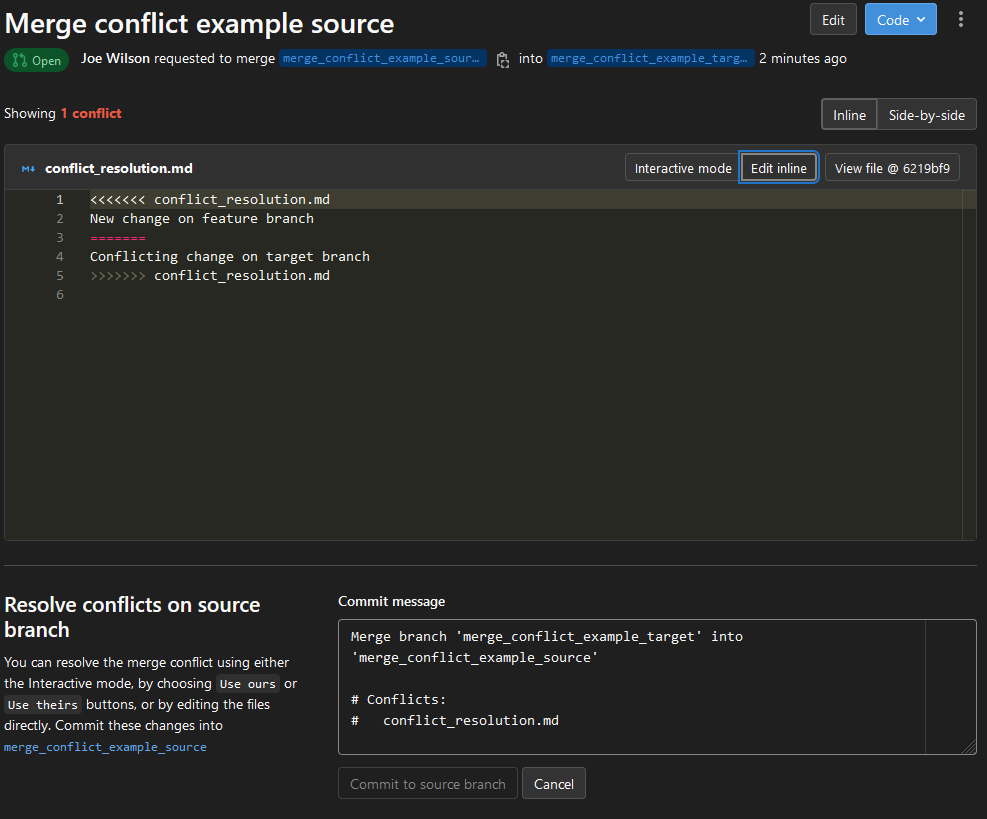 Merge conflict example source
Edit
Code
Open
Joe Wilson requested to merge merge_conflict_example_sour… into merge_conflict_example_targ… 2 minutes ago
Showing 1 conflict
Inline
Side-by-side
conflict_resolution.md
Interactive mode
Edit inline
View file @ 6219bf9
1 <<<<<<< conflict_resolution.md
2 New change on feature branch
3 =======
4 Conflicting change on target branch
5 >>>>>>> conflict_resolution.md
6
Resolve conflicts on source
branch
You can resolve the merge conflict using either
the Interactive mode, by choosing Use ours or
Use theirs buttons, or by editing the files
directly. Commit these changes into
merge_conflict_example_source
Commit message
Merge branch 'merge_conflict_example_target' into
'merge_conflict_example_source'
# Conflicts:
#   conflict_resolution.md
Commit to source branch
Cancel